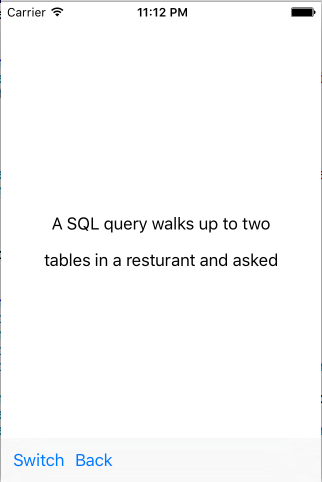 Carrier 11:12 PM
A SQL query walks up to two
tables in a resturant and asked
Switch Back